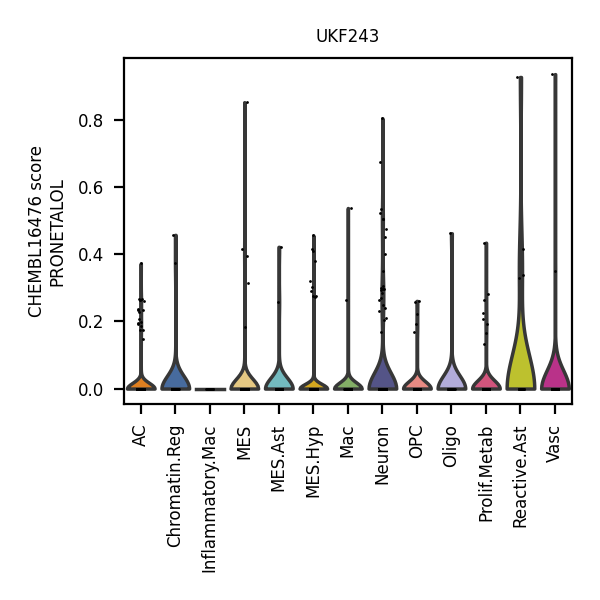 UKF243
CHEMBL16476 score
PRONETALOL
0.8
0.6
0.4
0.2
0.0
AC
Chromatin.Reg
Inflammatory.Mac
MES
MES.Ast
MES.Hyp
Mac
Neuron
OPC
Oligo
Prolif.Metab
Reactive.Ast
Vasc